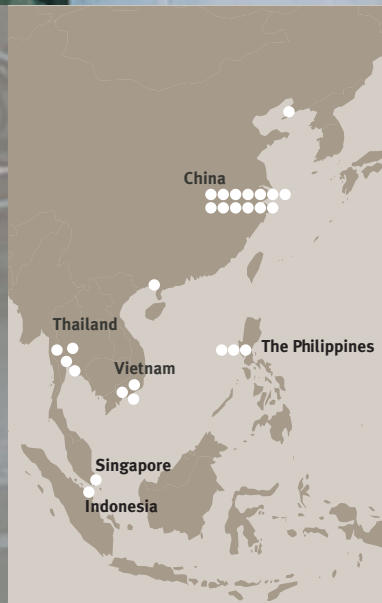 China
Thailand
Vietnam
The Philippines
Singapore
Indonesia